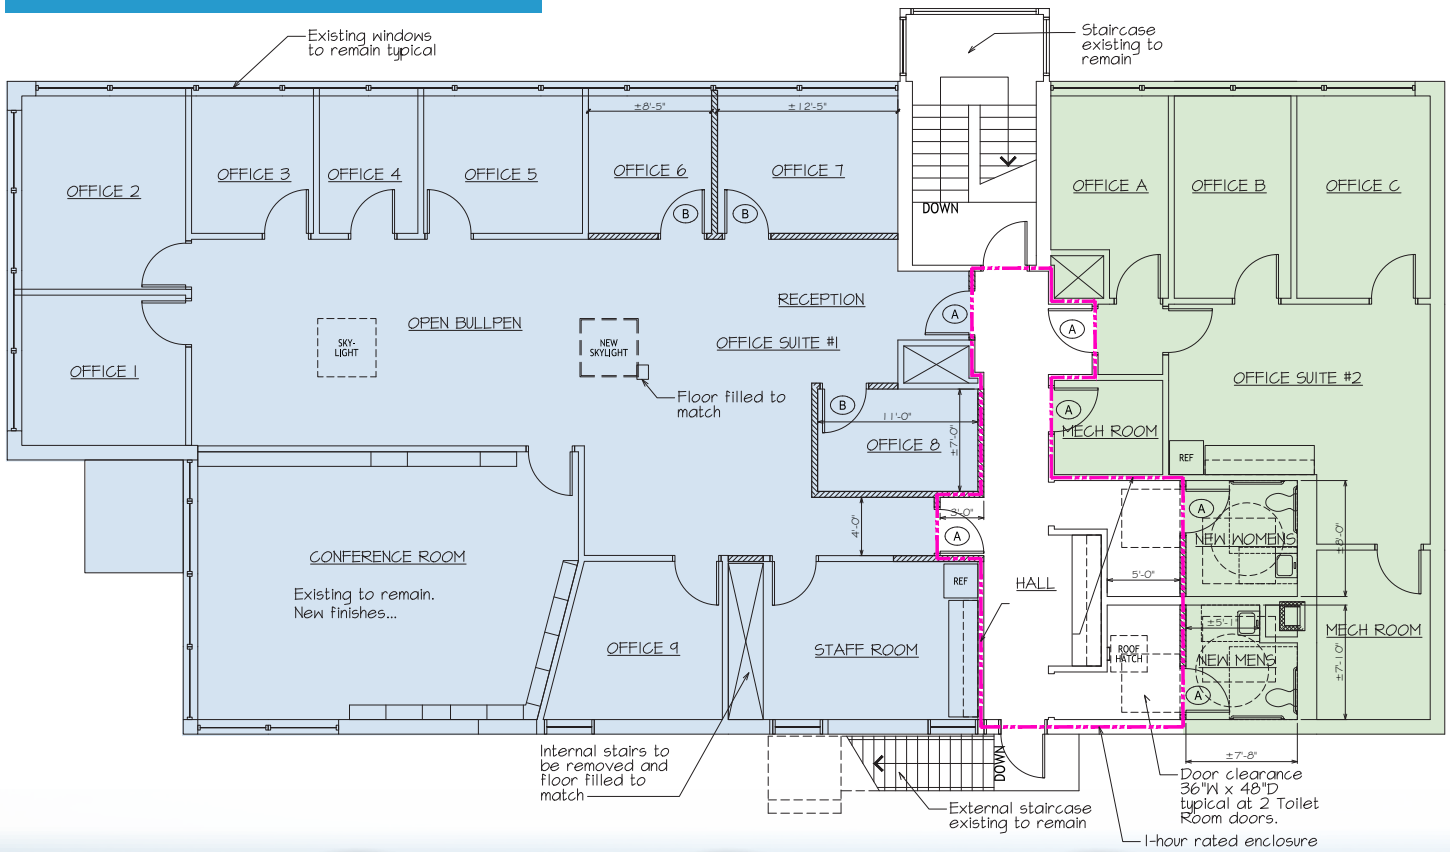 Existing windows
to remain typical
Staircase
existing to
remain
±8'-5"
±12'-5"
OFFICE 2
OFFICE 3
OFFICE 4
OFFICE 5
OFFICE 6
OFFICE 7
B
B
DOWN
OFFICE A
OFFICE B
OFFICE C
RECEPTION
OPEN BULLPEN
OFFICE SUITE #1
SKY-
LIGHT
NEW
SKYLIGHT
A
A
OFFICE 1
Floor filled to
match
OFFICE SUITE #2
B
11'-0"
±7'-0"
OFFICE 8
A
MECH ROOM
REF
CONFERENCE ROOM
Existing to remain.
New finishes...
4'-0"
3'-0"
A
A
NEW WOMENS
±8'-0"
HALL
5'-0"
REF
OFFICE 9
STAFF ROOM
ROOF
HATCH
NEW MENS
A
MECH ROOM
±7'-10"
±7'-8"
Internal stairs to
be removed and
floor filled to
match
DOWN
External staircase
existing to remain
Door clearance
36"W x 48"D
typical at 2 Toilet
Room doors.
1-hour rated enclosure